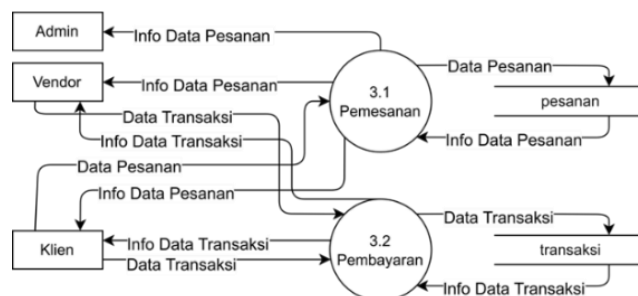 Admin
Info Data Pesanan
Vendor
Info Data Pesanan
Data Transaksi
Info Data Transaksi
Data Pesanan
Info Data Pesanan
Klien
Info Data Transaksi
Data Transaksi
3.1
Pemesanan
Data Pesanan
pesanan
Info Data Pesanan
3.2
Pembayaran
Data Transaksi
transaksi
Info Data Transaksi